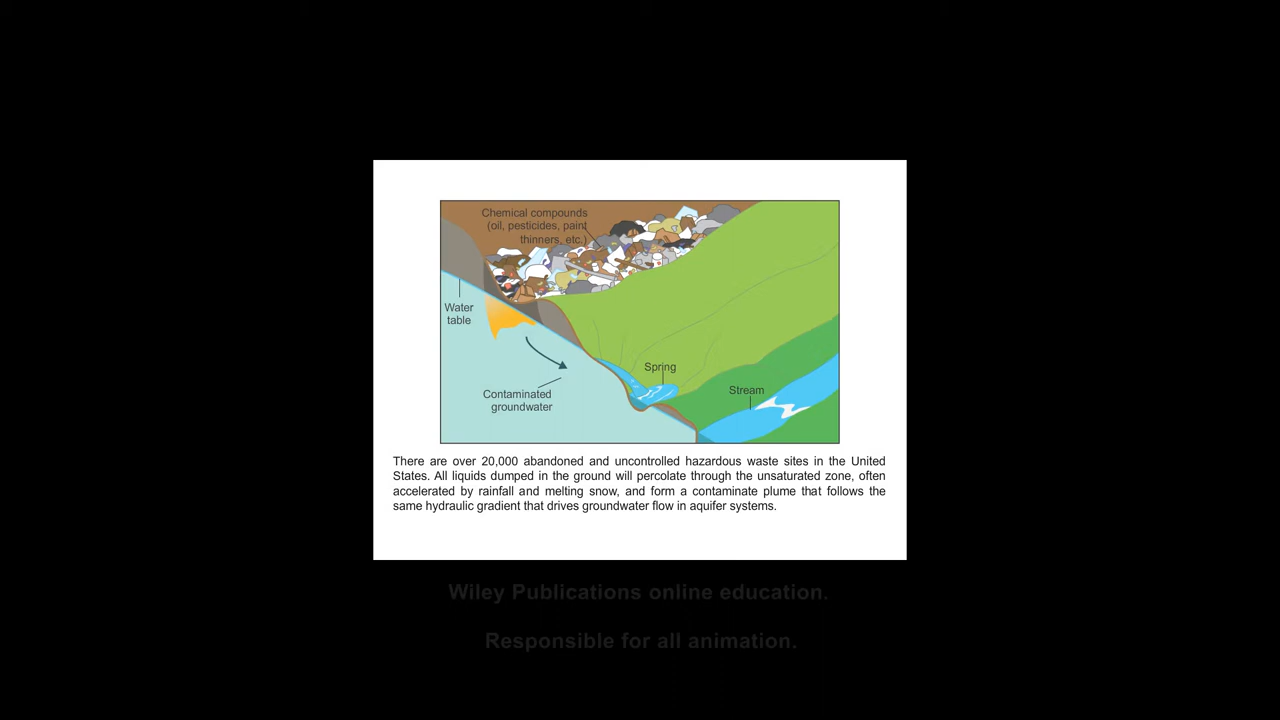 Chemical compounds
(oil, pesticides, paint
thinners, etc.)
Water
table
Spring
Stream
Contaminated
groundwater
There are over 20,000 abandoned and uncontrolled hazardous waste sites in the United
States. All liquids dumped in the ground will percolate through the unsaturated zone, often
accelerated by rainfall and melting snow, and form a contaminate plume that follows the
same hydraulic gradient that drives groundwater flow in aquifer systems.
Wiley Publications online education.
Responsible for all animation.